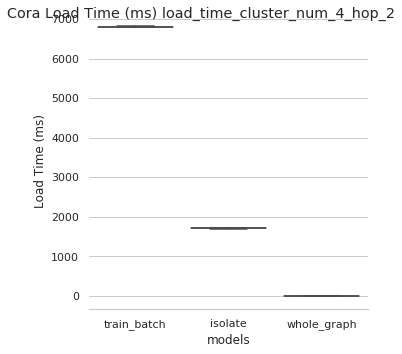 Cora Load Time (ms) load_time_cluster_num_4_hop_2
7000
6000
5000
4000
3000
2000
1000
0
Load Time (ms)
train_batch isolate whole_graph
models